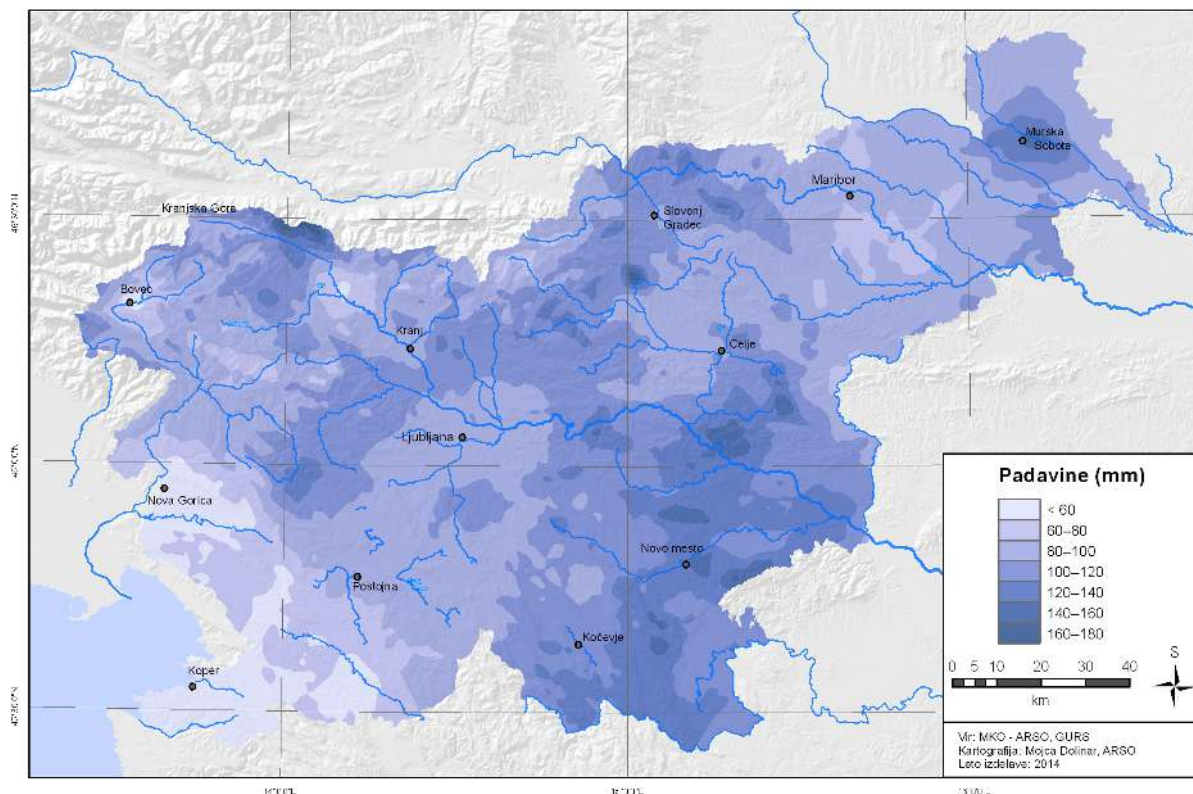 Murska
Sobota
Maribor
Slovenj
Gradec
Kranjska Gora
Bovec
Kranj
Celje
Ljubljana
Nova Gorica
Novo mesto
Postojna
Kočevje
Koper
Padavine (mm)
< 60
60–80
80–100
100–120
120–140
140–160
160–180
S
0 5 10 20 30 40
km
Vir: MKO - ARSO, GURS
Kartografija: Mojca Dolinar, ARSO
Leto izdelave: 2014